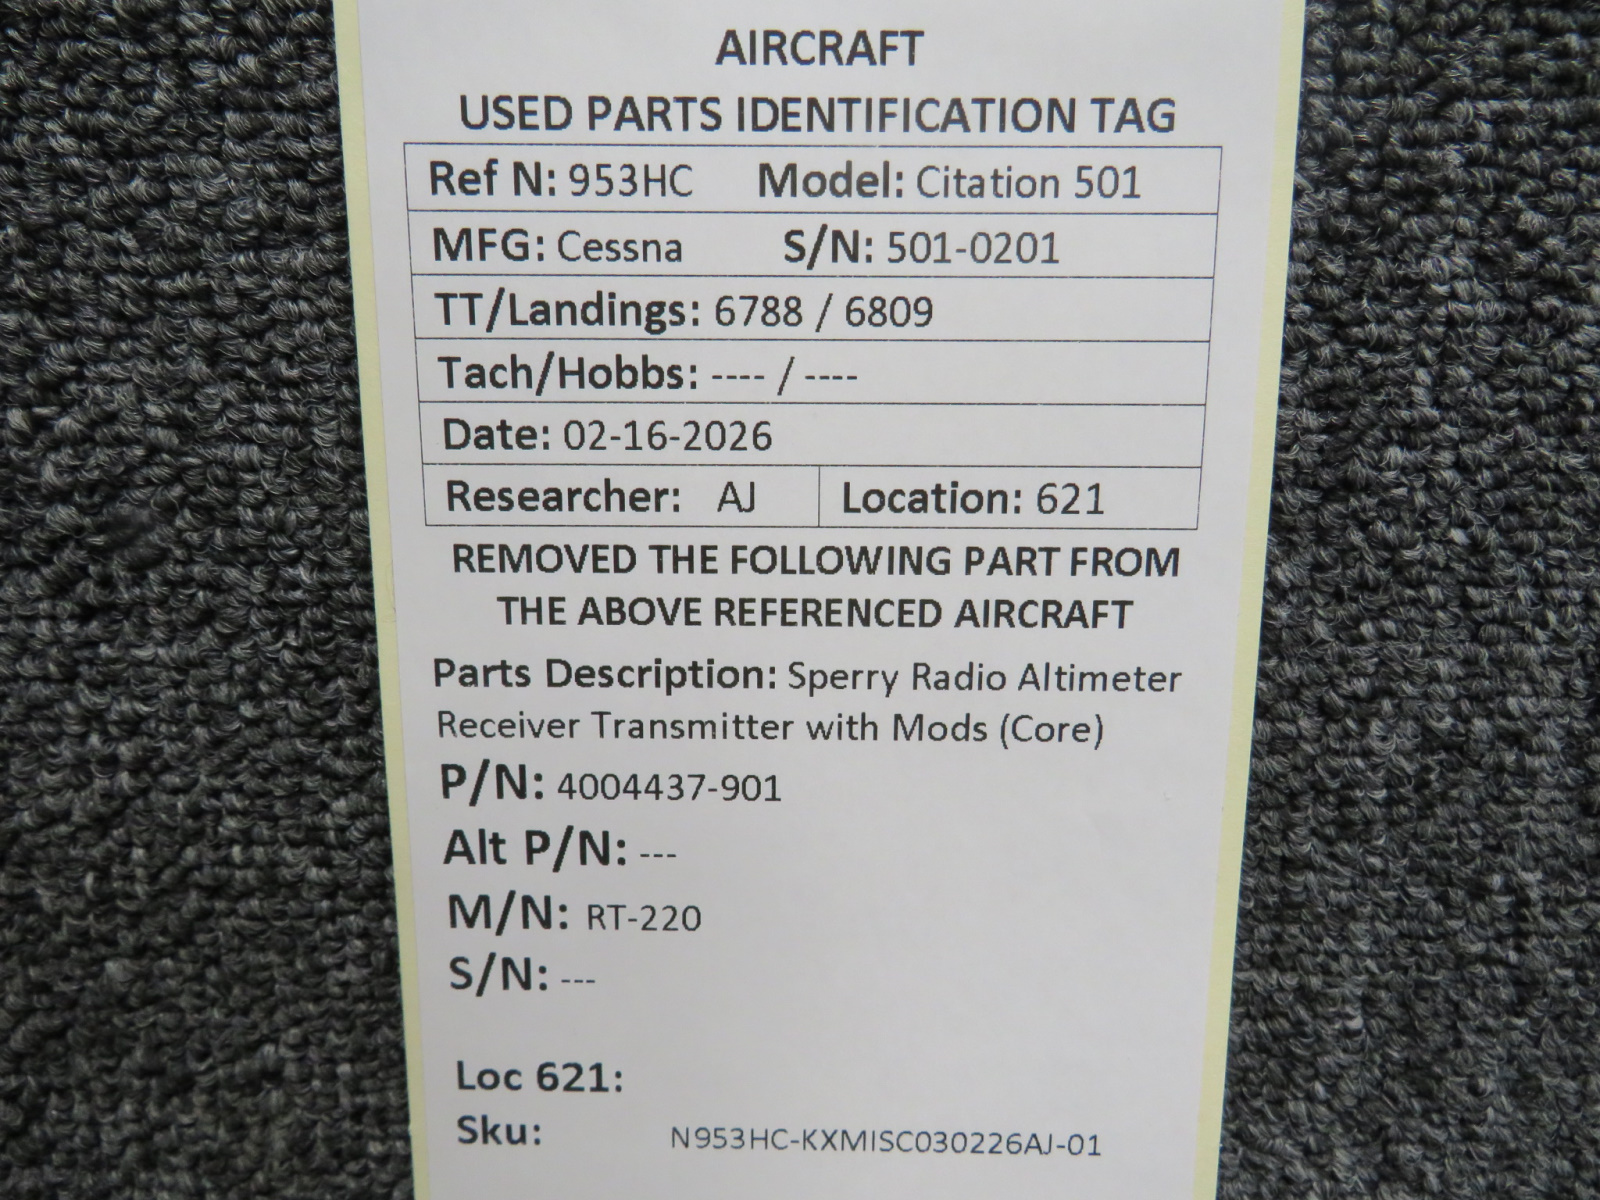 AIRCRAFT
USED PARTS IDENTIFICATION TAG
Ref N: 953HC Model: Citation 501
MFG: Cessna S/N: 501-0201
TT/Landings: 6788 / 6809
Tach/Hobbs: ---- / ----
Date: 02-16-2026
Researcher: AJ Location: 621
REMOVED THE FOLLOWING PART FROM
THE ABOVE REFERENCED AIRCRAFT
Parts Description: Sperry Radio Altimeter
Receiver Transmitter with Mods (Core)
P/N: 4004437-901
Alt P/N: ---
M/N: RT-220
S/N: ---
Loc 621:
Sku: N953HC-KXMISC030226AJ-01